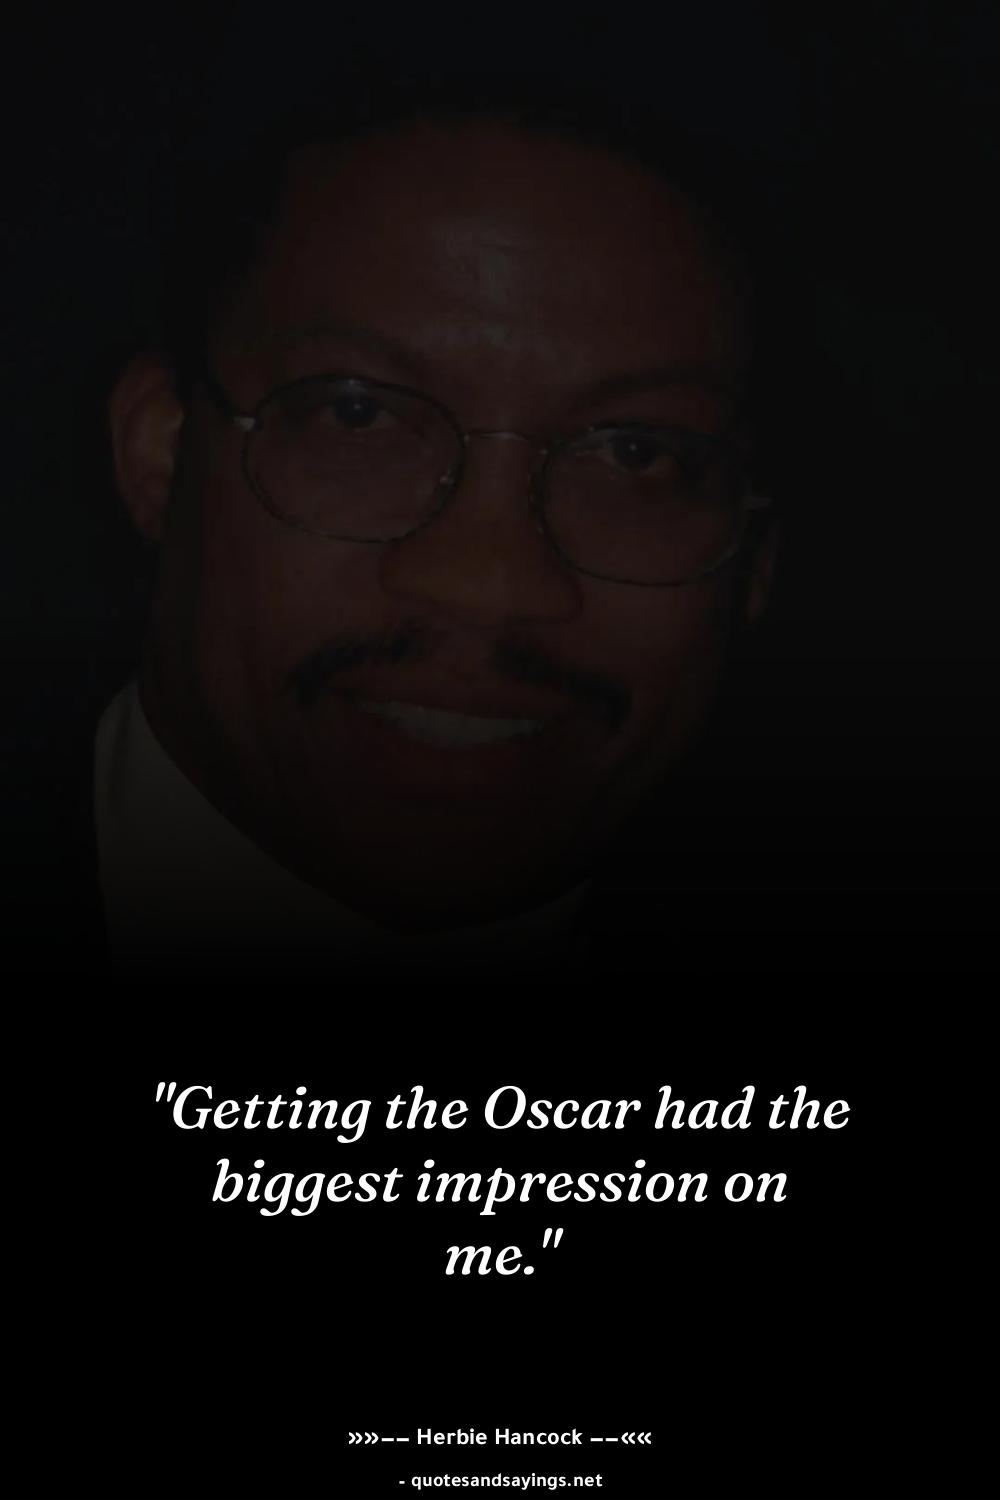 "Getting the Oscar had the
biggest impression on
me."
»»−− Herbie Hancock −−««
- quotesandsayings.net